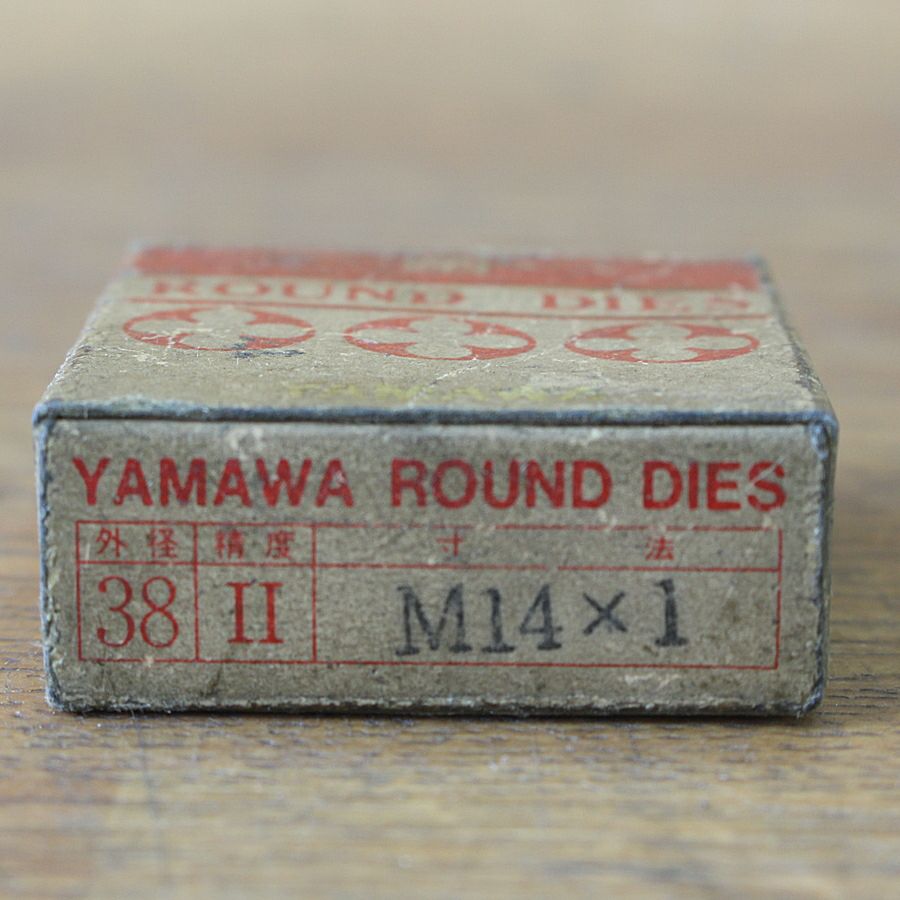 ROUND DIES
YAMAWA ROUND DIES
外径 精度 寸法
38 II M14×1